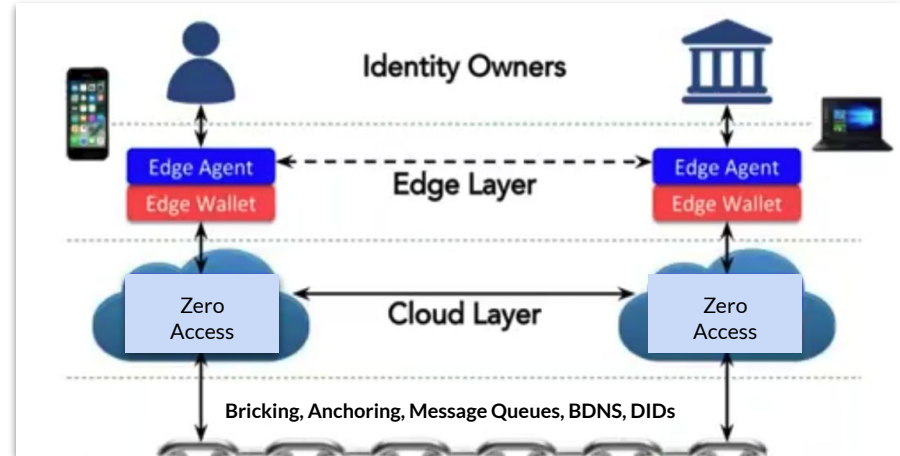 Identity Owners
Edge Agent
Edge Agent
Edge Wallet
Edge Layer
Edge Wallet
Zero
Access
Cloud Layer
Zero
Access
Bricking, Anchoring, Message Queues, BDNS, DIDs